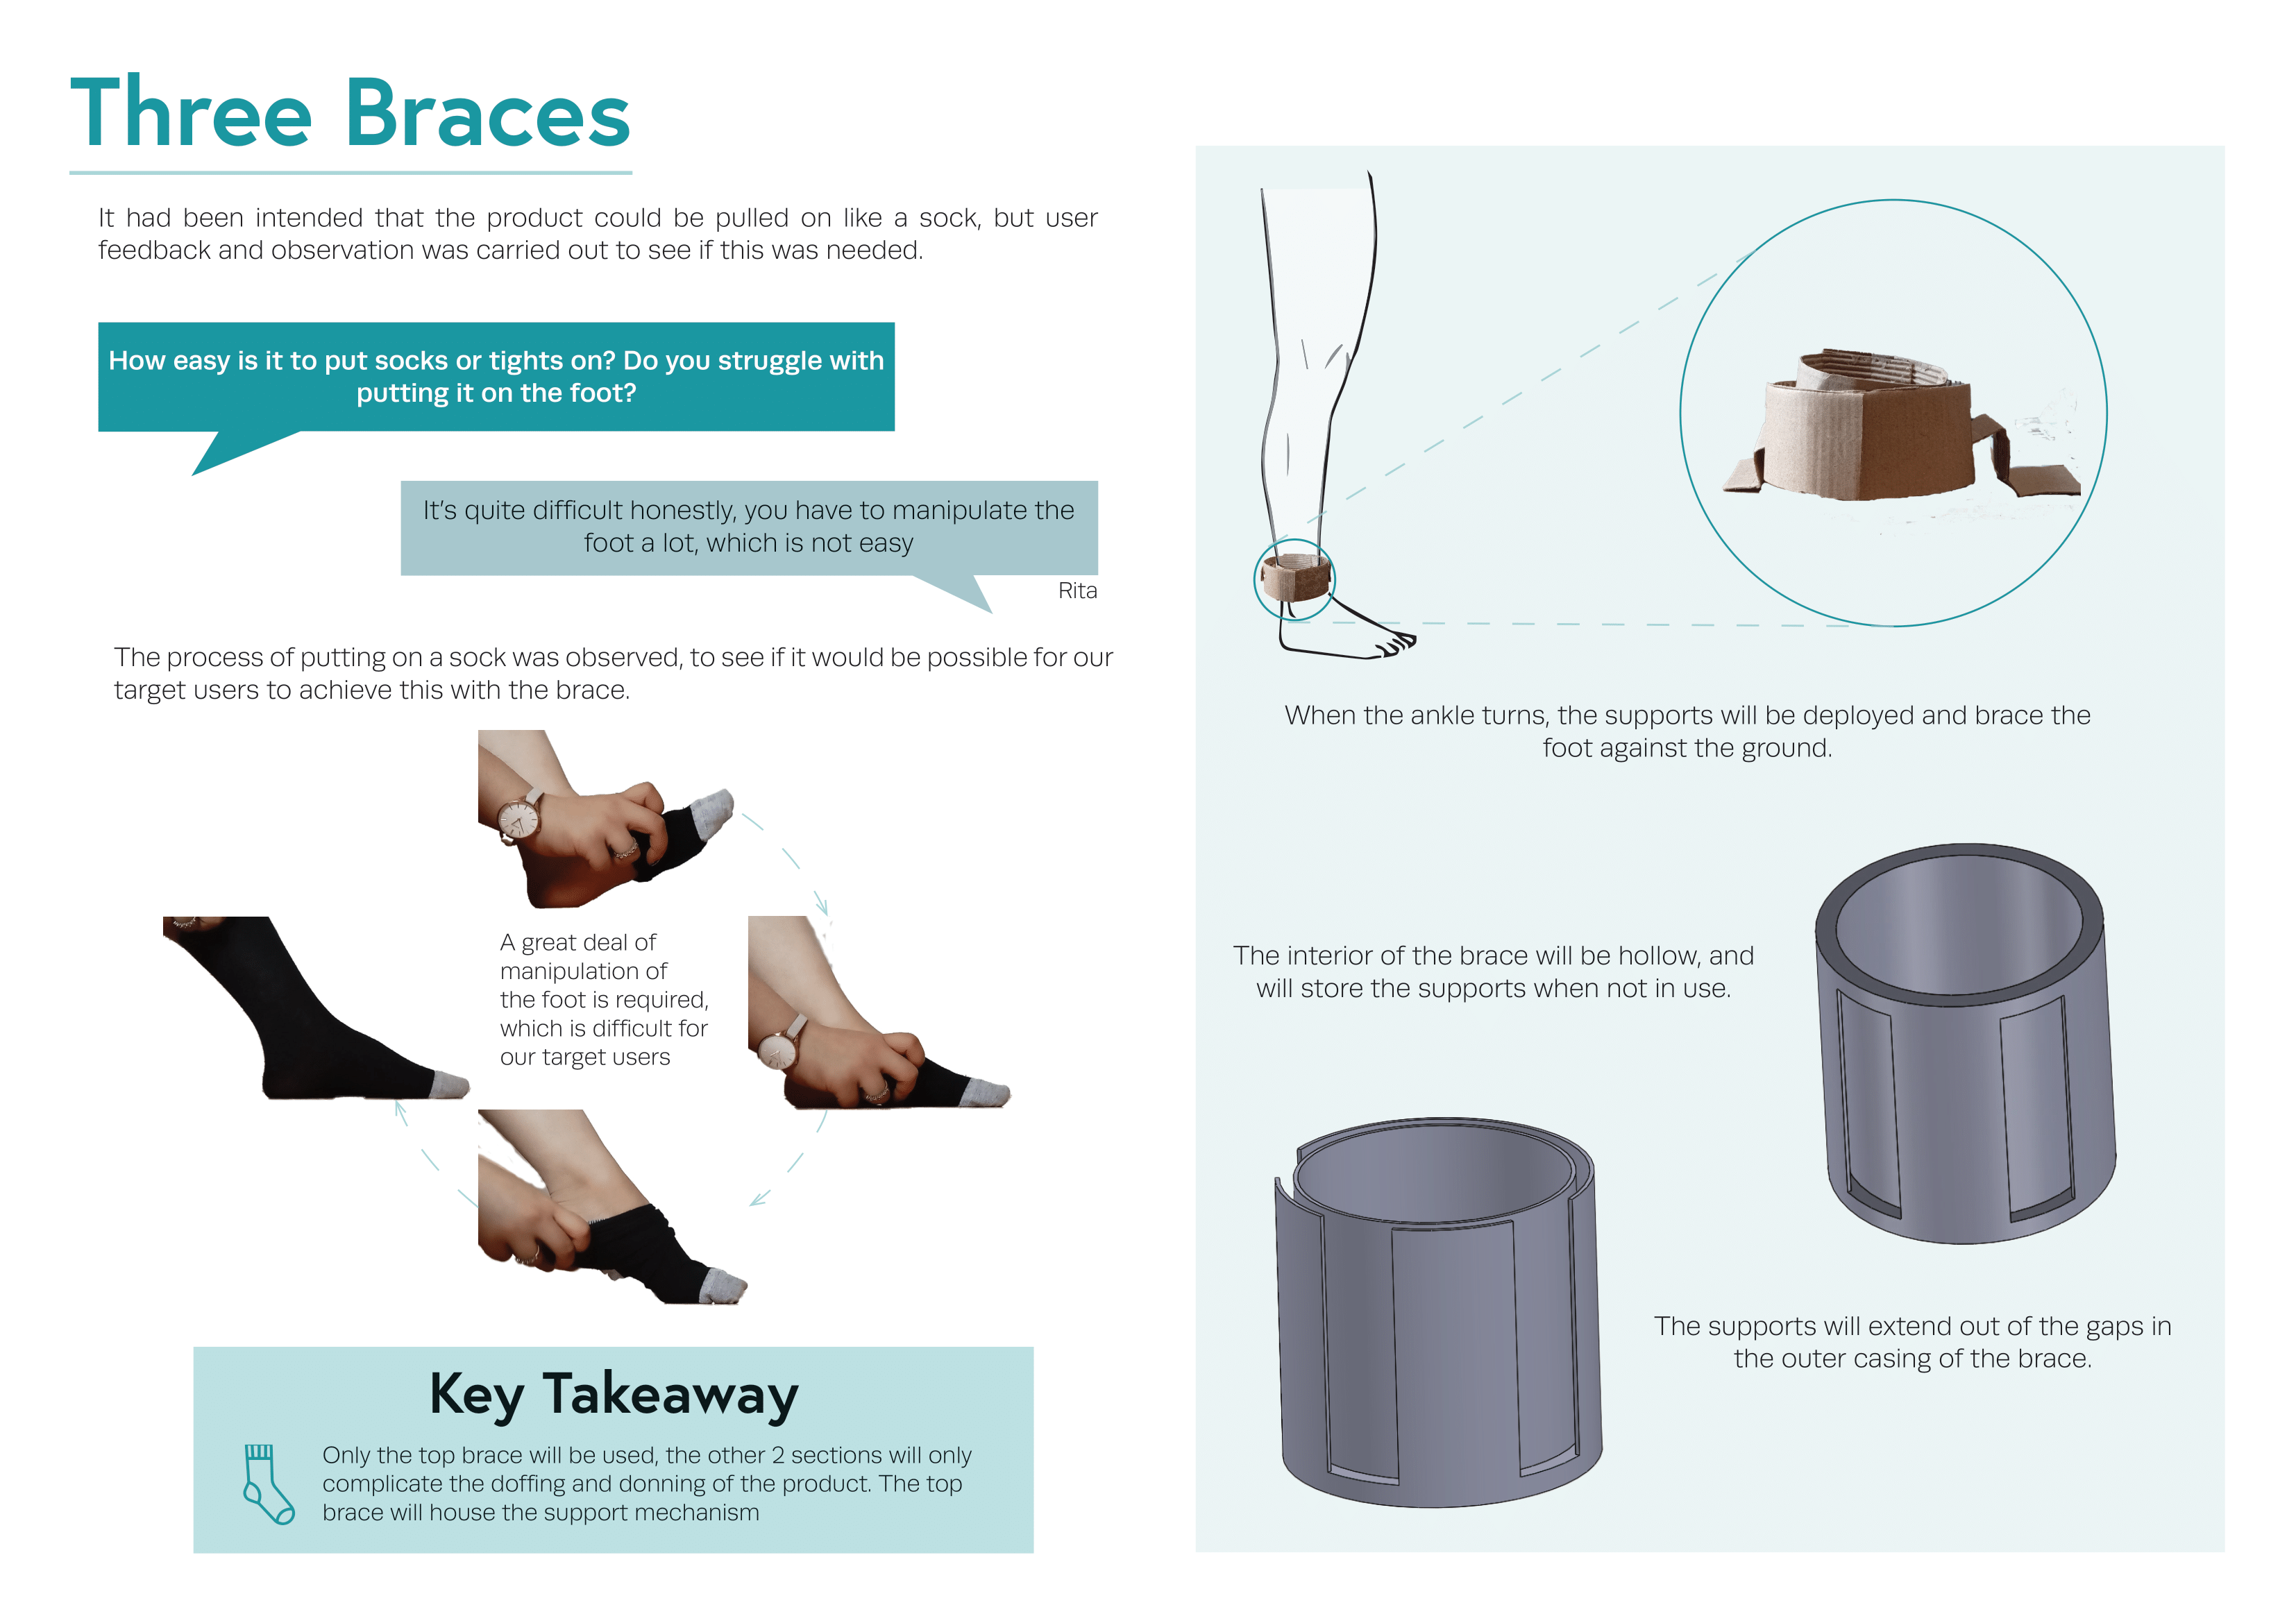 Three Braces
It had been intended that the product could be pulled on like a sock, but user
feedback and observation was carried out to see if this was needed.
How easy is it to put socks or tights on? Do you struggle with
putting it on the foot?
It's quite difficult honestly, you have to manipulate the
foot a lot, which is not easy
Rita
The process of putting on a sock was observed, to see if it would be possible for our
target users to achieve this with the brace.
A great deal of
manipulation of
the foot is required,
which is difficult for
our target users
Key Takeaway
Only the top brace will be used, the other 2 sections will only
complicate the doffing and donning of the product. The top
brace will house the support mechanism
When the ankle turns, the supports will be deployed and brace the
foot against the ground.
The interior of the brace will be hollow, and
will store the supports when not in use.
The supports will extend out of the gaps in
the outer casing of the brace.